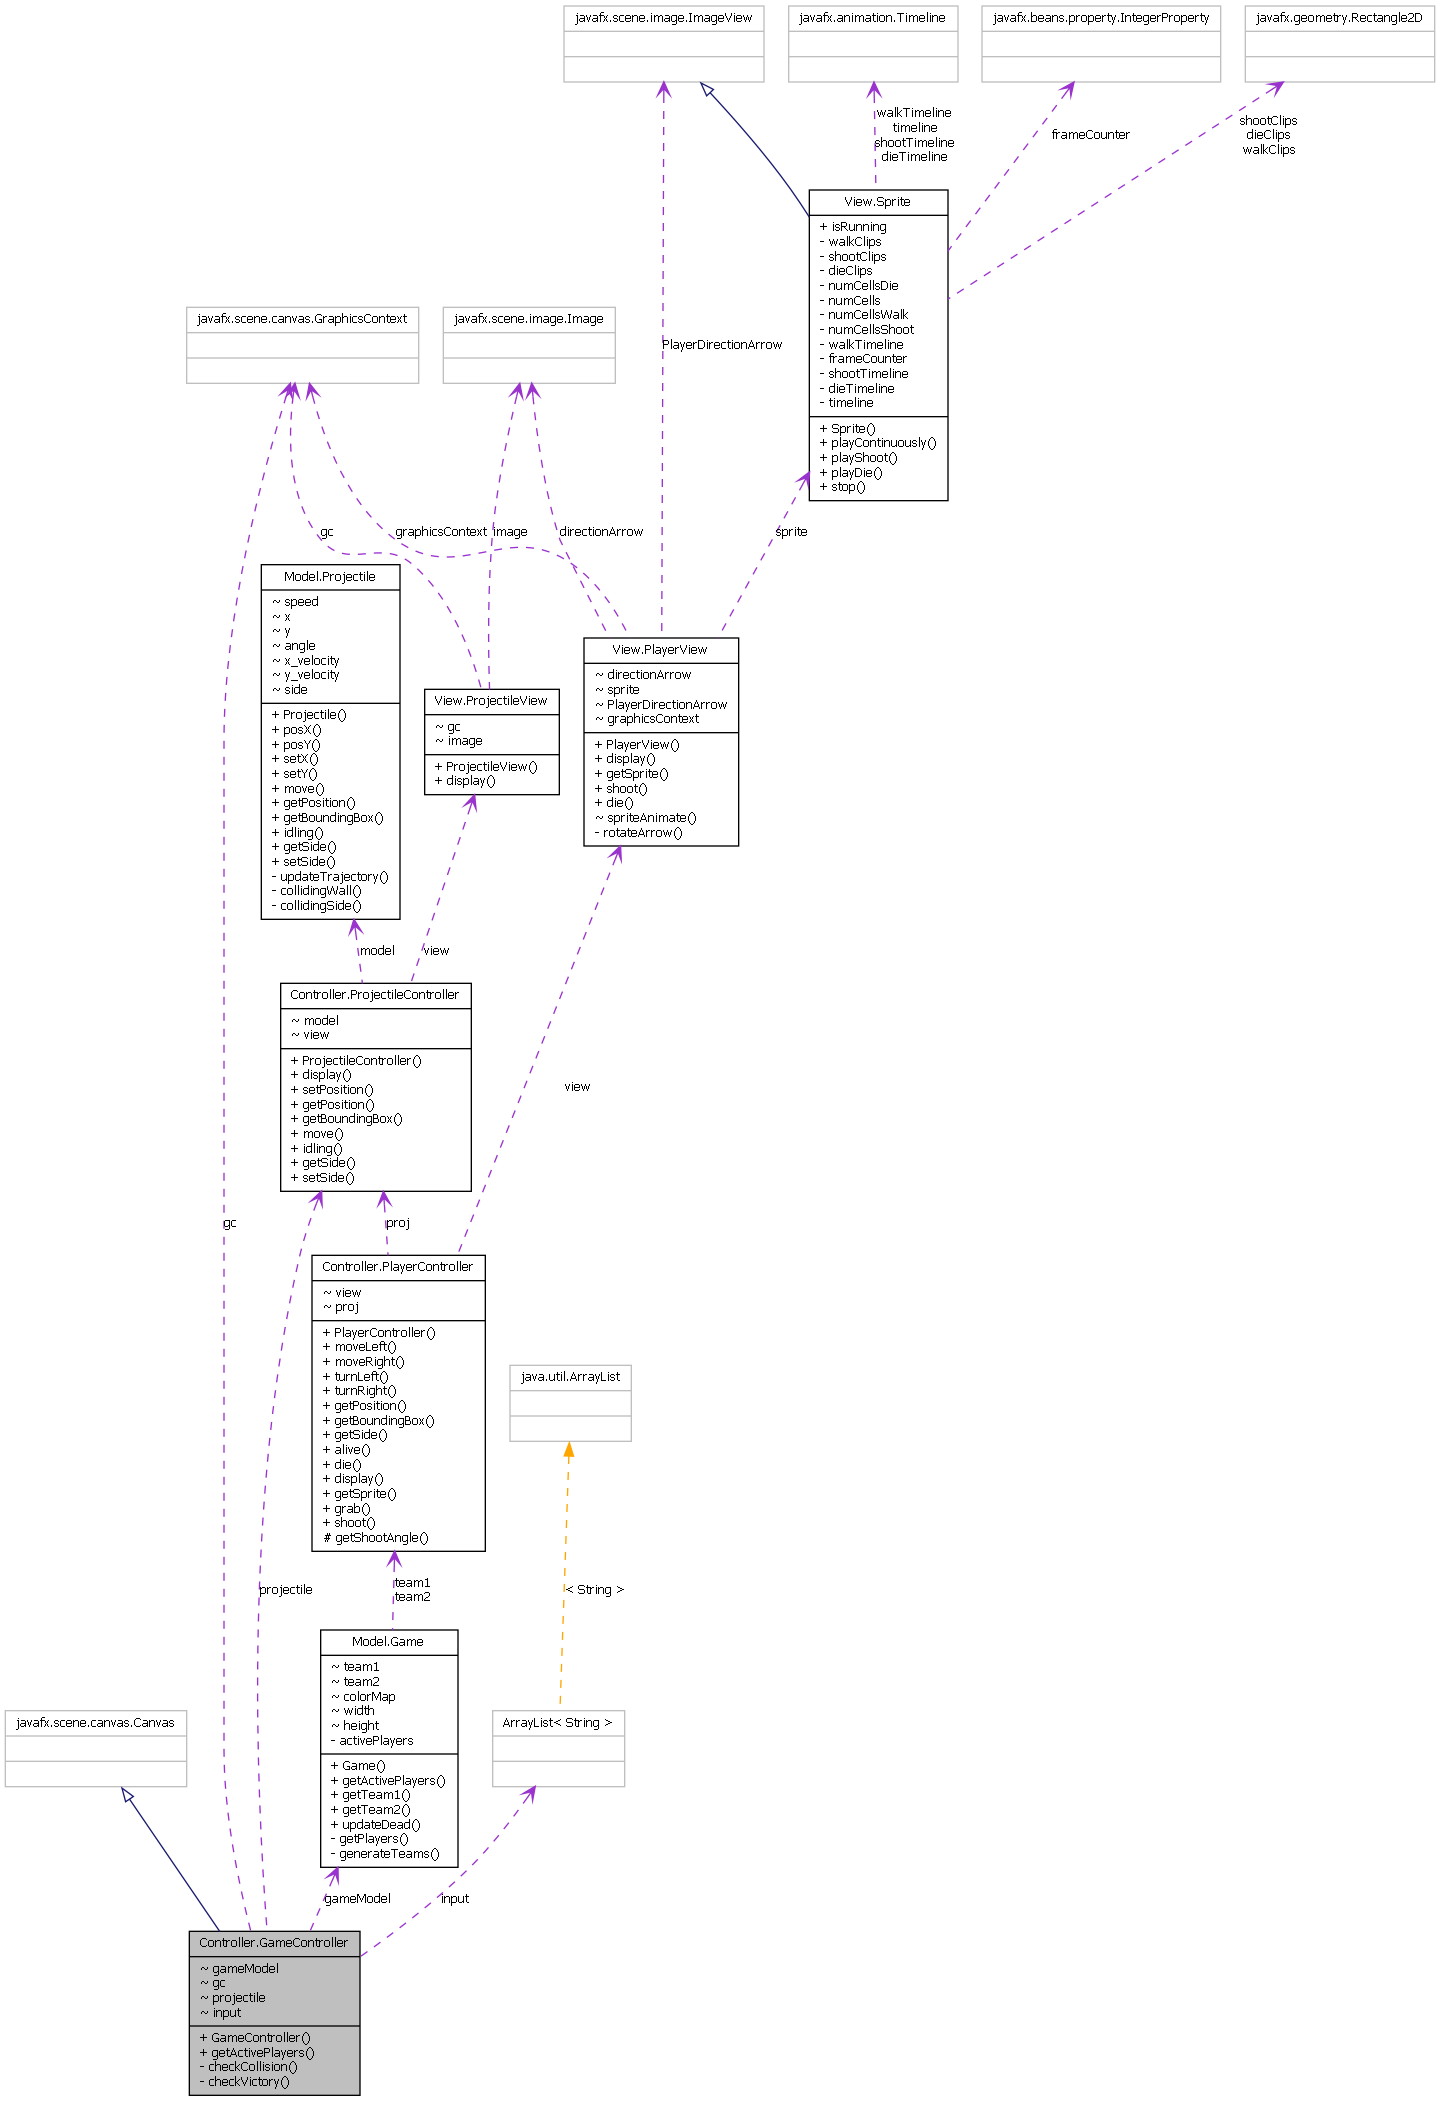 javafx.scene.image.ImageView
javafx.animation.Timeline
javafx.beans.property.IntegerProperty
javafx.geometry.Rectangle2D
walkTimeline
timeline
shootTimeline
dieTimeline
frameCounter
shootClips
dieClips
walkClips
View.Sprite
+ isRunning
- walkClips
- shootClips
- dieClips
- numCellsDie
- numCells
- numCellsWalk
- numCellsShoot
- walkTimeline
- frameCounter
- shootTimeline
- dieTimeline
- timeline
+ Sprite()
+ playContinuously()
+ playShoot()
+ playDie()
+ stop()
javafx.scene.canvas.GraphicsContext
javafx.scene.image.Image
PlayerDirectionArrow
gc
graphicsContext
image
directionArrow
sprite
Model.Projectile
~ speed
~ x
~ y
~ angle
~ x_velocity
~ y_velocity
~ side
+ Projectile()
+ posX()
+ posY()
+ setX()
+ setY()
+ move()
+ getPosition()
+ getBoundingBox()
+ idling()
+ getSide()
+ setSide()
- updateTrajectory()
- collidingWall()
- collidingSide()
View.ProjectileView
~ gc
~ image
+ ProjectileView()
+ display()
View.PlayerView
~ directionArrow
~ sprite
~ PlayerDirectionArrow
~ graphicsContext
+ PlayerView()
+ display()
+ getSprite()
+ shoot()
+ die()
~ spriteAnimate()
- rotateArrow()
model
view
Controller.ProjectileController
~ model
~ view
+ ProjectileController()
+ display()
+ setPosition()
+ getPosition()
+ getBoundingBox()
+ move()
+ idling()
+ getSide()
+ setSide()
view
gc
proj
Controller.PlayerController
~ view
~ proj
+ PlayerController()
+ moveLeft()
+ moveRight()
+ turnLeft()
+ turnRight()
+ getPosition()
+ getBoundingBox()
+ getSide()
+ alive()
+ die()
+ display()
+ getSprite()
+ grab()
+ shoot()
# getShootAngle()
java.util.ArrayList
projectile
team1
team2
< String >
Model.Game
~ team1
~ team2
~ colorMap
~ width
~ height
- activePlayers
+ Game()
+ getActivePlayers()
+ getTeam1()
+ getTeam2()
+ updateDead()
- getPlayers()
- generateTeams()
javafx.scene.canvas.Canvas
ArrayList< String >
gameModel
input
Controller.GameController
~ gameModel
~ gc
~ projectile
~ input
+ GameController()
+ getActivePlayers()
- checkCollision()
- checkVictory()